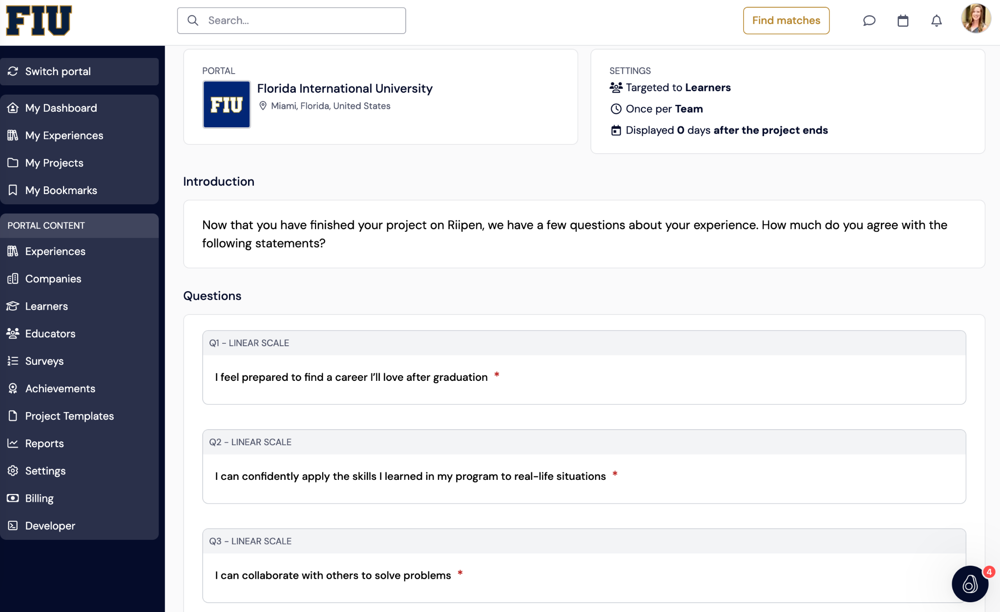 FIU
Search...
Find matches
Switch portal
My Dashboard
My Experiences
My Projects
My Bookmarks
PORTAL CONTENT
Experiences
Companies
Learners
Educators
Surveys
Achievements
Project Templates
Reports
Settings
Billing
Developer
PORTAL
FIU
Florida International University
Miami, Florida, United States
SETTINGS
Targeted to Learners
Once per Team
Displayed 0 days after the project ends
Introduction
Now that you have finished your project on Riipen, we have a few questions about your experience. How much do you agree with the
following statements?
Questions
Q1 – LINEAR SCALE
I feel prepared to find a career I’ll love after graduation *
Q2 – LINEAR SCALE
I can confidently apply the skills I learned in my program to real-life situations *
Q3 – LINEAR SCALE
I can collaborate with others to solve problems *
4